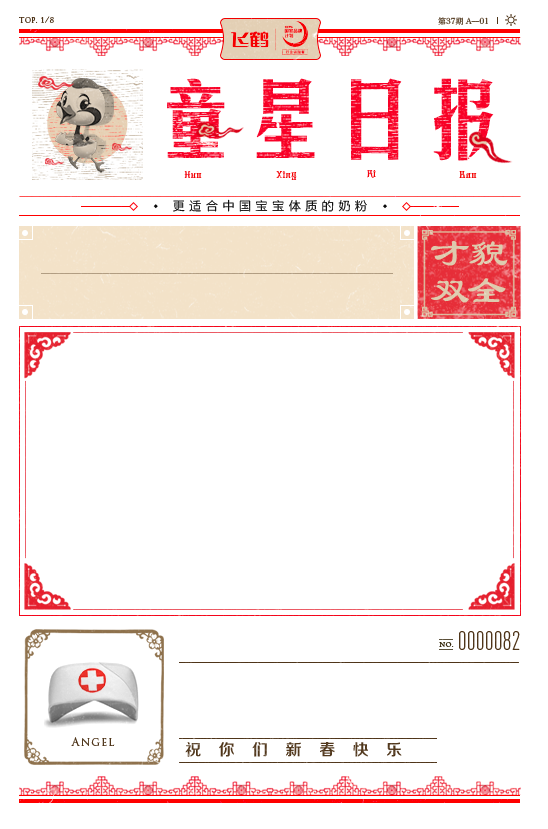 TOP. 1/8
第37期 A—01
飞鹤
童星日报
Hun Xing Ri Bau
更适合中国宝宝体质的奶粉
才貌
双全
NO. 0000082
ANGEL
祝你们新春快乐